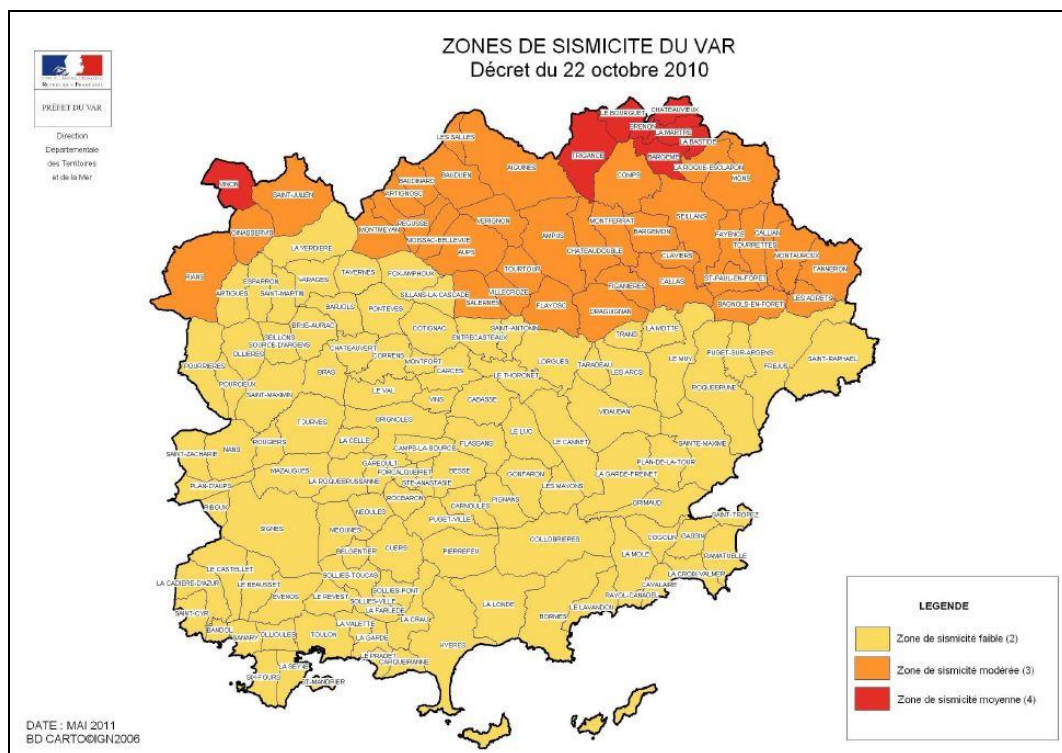 ZONES DE SISMICITE DU VAR
Décret du 22 octobre 2010
PRÉFET DU VAR
Direction
Départementale
des Territoires
et de la Mer
CHATEAUVIEUX
LE BOURGUET
BRENON
LA MARTRE
LES SALLES
LA BASTIDE
TRIGANCE
BARGEME
AIGUINES
LA ROQUE-ESCLAPON
BAUDUEN
COMPS
MONS
BAUDINARD
VINON
ARTIGNOSC
SAINT-JULIEN
SEILLANS
REGUSSE
VERIGNON
MONTFERRAT
MONTMEYAN
GINASSERVIS
AMPUS
BARGEMON
FAYENCE
CALLIAN
MOISSAC-BELLEVUE
TOURRETTES
LA VERDIERE
AUPS
CHATEAUDOUBLE
CLAVIERS
MONTAUROUX
TOURTOUR
TANNERON
RIANS
TAVERNES
FOX-AMPHOUX
CALLAS
ST-PAUL-EN-FORET
ESPARRON
VARAGES
ARTIGUES
SAINT-MARTIN
SILLANS-LA-CASCADE
VILLECROZE
FIGANIERES
SALERNES
FLAYOSC
BAGNOLS-EN-FORET
LES ADRETS
BARJOLS
PONTEVES
DRAGUIGNAN
BRUE-AURIAC
COTIGNAC
SAINT-ANTONIN
ENTRECASTEAUX
TRANS
LA MOTTE
SEILLONS
SOURCE-D'ARGENS
OLLIERES
CHATEAUVERT
CORRENS
PUGET-SUR-ARGENS
SAINT-RAPHAEL
POURRIERES
MONTFORT
LORGUES
TARADEAU
LE MUY
FREJUS
BRAS
CARCES
LE THORONET
LES ARCS
POURCIEUX
ROQUEBRUNE
LE VAL
SAINT-MAXIMIN
VINS
CABASSE
VIDAUBAN
BRIGNOLES
TOURVES
LE LUC
ROUGIERS
LA CELLE
FLASSANS
LE CANNET
SAINTE-MAXIME
NANS
CAMPS-LA-SOURCE
SAINT-ZACHARIE
GAREOULT
PLAN-DE-LA-TOUR
MAZAUGUES
FORCALQUEIRET
BESSE
GONFARON
LA GARDE-FREINET
LA ROQUEBRUSSANNE
STE-ANASTASIE
PLAN-D'AUPS
LES MAYONS
ROCBARON
PIGNANS
RIBOUX
CARNOULES
GRIMAUD
NEOULES
SAINT-TROPEZ
PUGET-VILLE
SIGNES
MEOUNES
COLLOBRIERES
COGOLIN
GASSIN
CUERS
BELGENTIER
PIERREFEU
LA MOLE
RAMATUELLE
LE CASTELLET
SOLLIES-TOUCAS
LA CROIX-VALMER
LA CADIERE-D'AZUR
LE BEAUSSET
CAVALAIRE
SOLLIES-PONT
EVENOS
LE REVEST
RAYOL-CANADEL
SOLLIES-VILLE
LA LONDE
LE LAVANDOU
SAINT-CYR
LA FARLEDE
BORMES
LA VALETTE
LA CRAU
BANDOL
SANARY
OLLIOULES
TOULON
LA GARDE
HYERES
LE PRADET
CARQUEIRANNE
LA SEYNE
SIX-FOURS
ST-MANDRIER
LEGENDE
Zone de sismicité faible (2)
Zone de sismicité modérée (3)
Zone de sismicité moyenne (4)
DATE : MAI 2011
BD CARTO©IGN2006